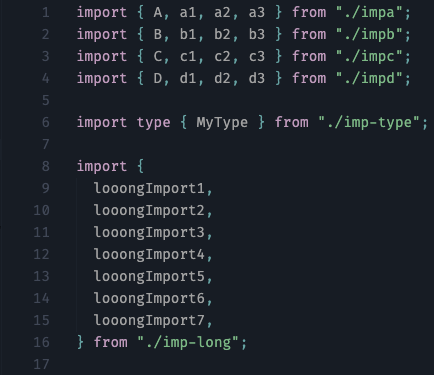 1 import { A, a1, a2, a3 } from "./impa";
2 import { B, b1, b2, b3 } from "./impb";
3 import { C, c1, c2, c3 } from "./impc";
4 import { D, d1, d2, d3 } from "./impd";
5
6 import type { MyType } from "./imp-type";
7
8 import {
9   looongImport1,
10   looongImport2,
11   looongImport3,
12   looongImport4,
13   looongImport5,
14   looongImport6,
15   looongImport7,
16 } from "./imp-long";
17